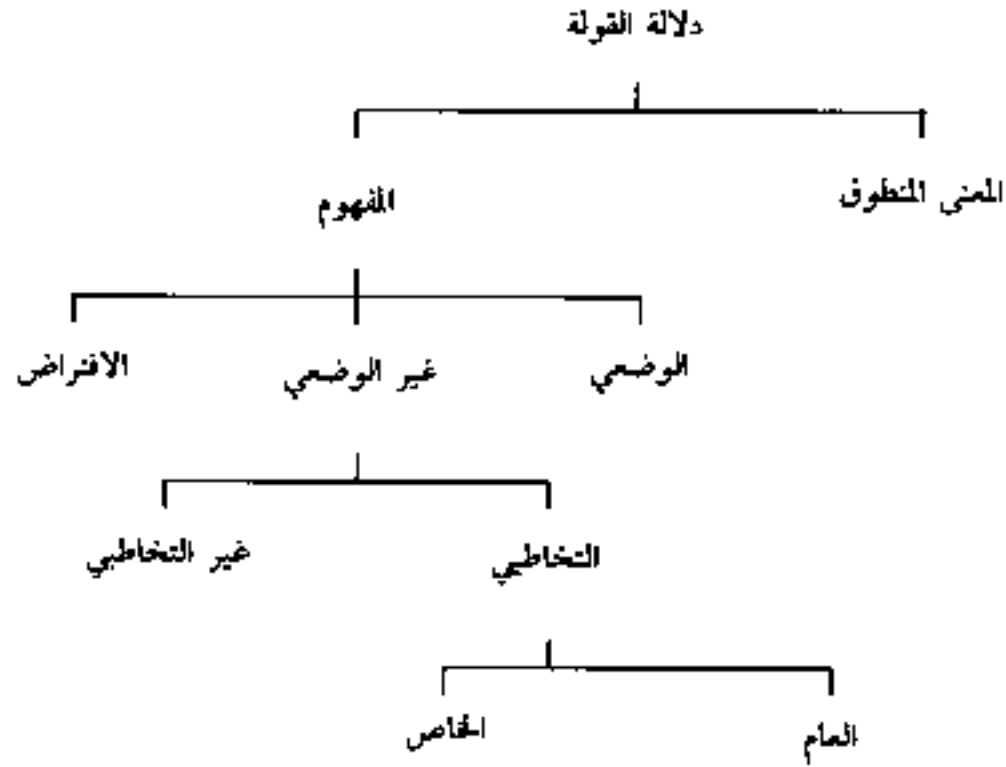 دلالة القولة
المعنى المنطوق
المفهوم
الوضعي
غير الوضعي
الافتراض
التخاطبي
غير التخاطبي
العام
الخاص